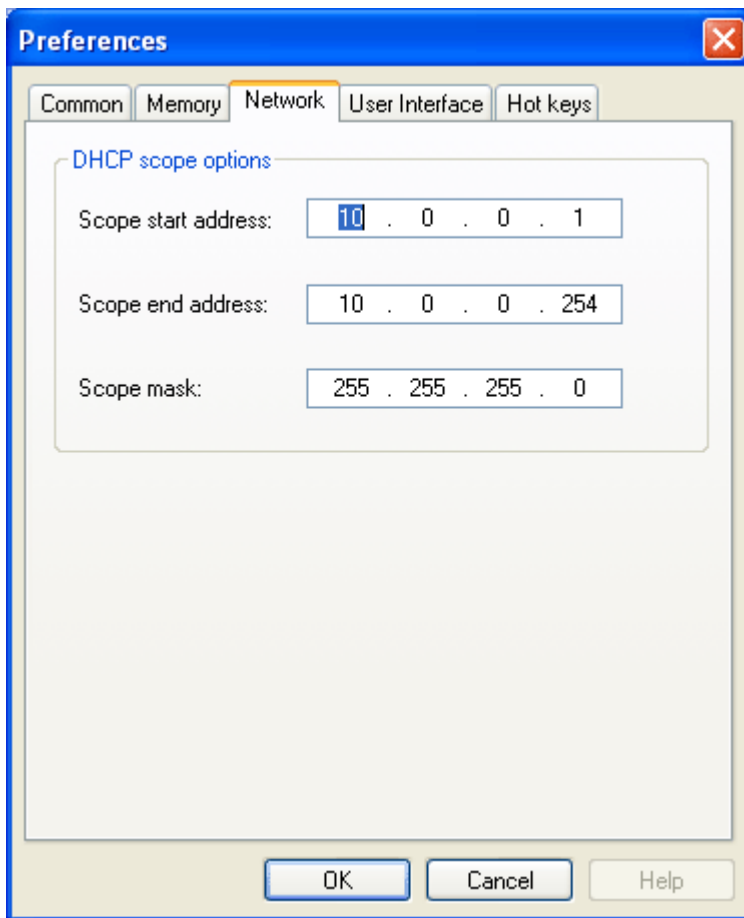 Preferences
Common Memory Network User Interface Hot keys
DHCP scope options
Scope start address: 10 . 0 . 0 . 1
Scope end address: 10 . 0 . 0 . 254
Scope mask: 255 . 255 . 255 . 0
OK Cancel Help